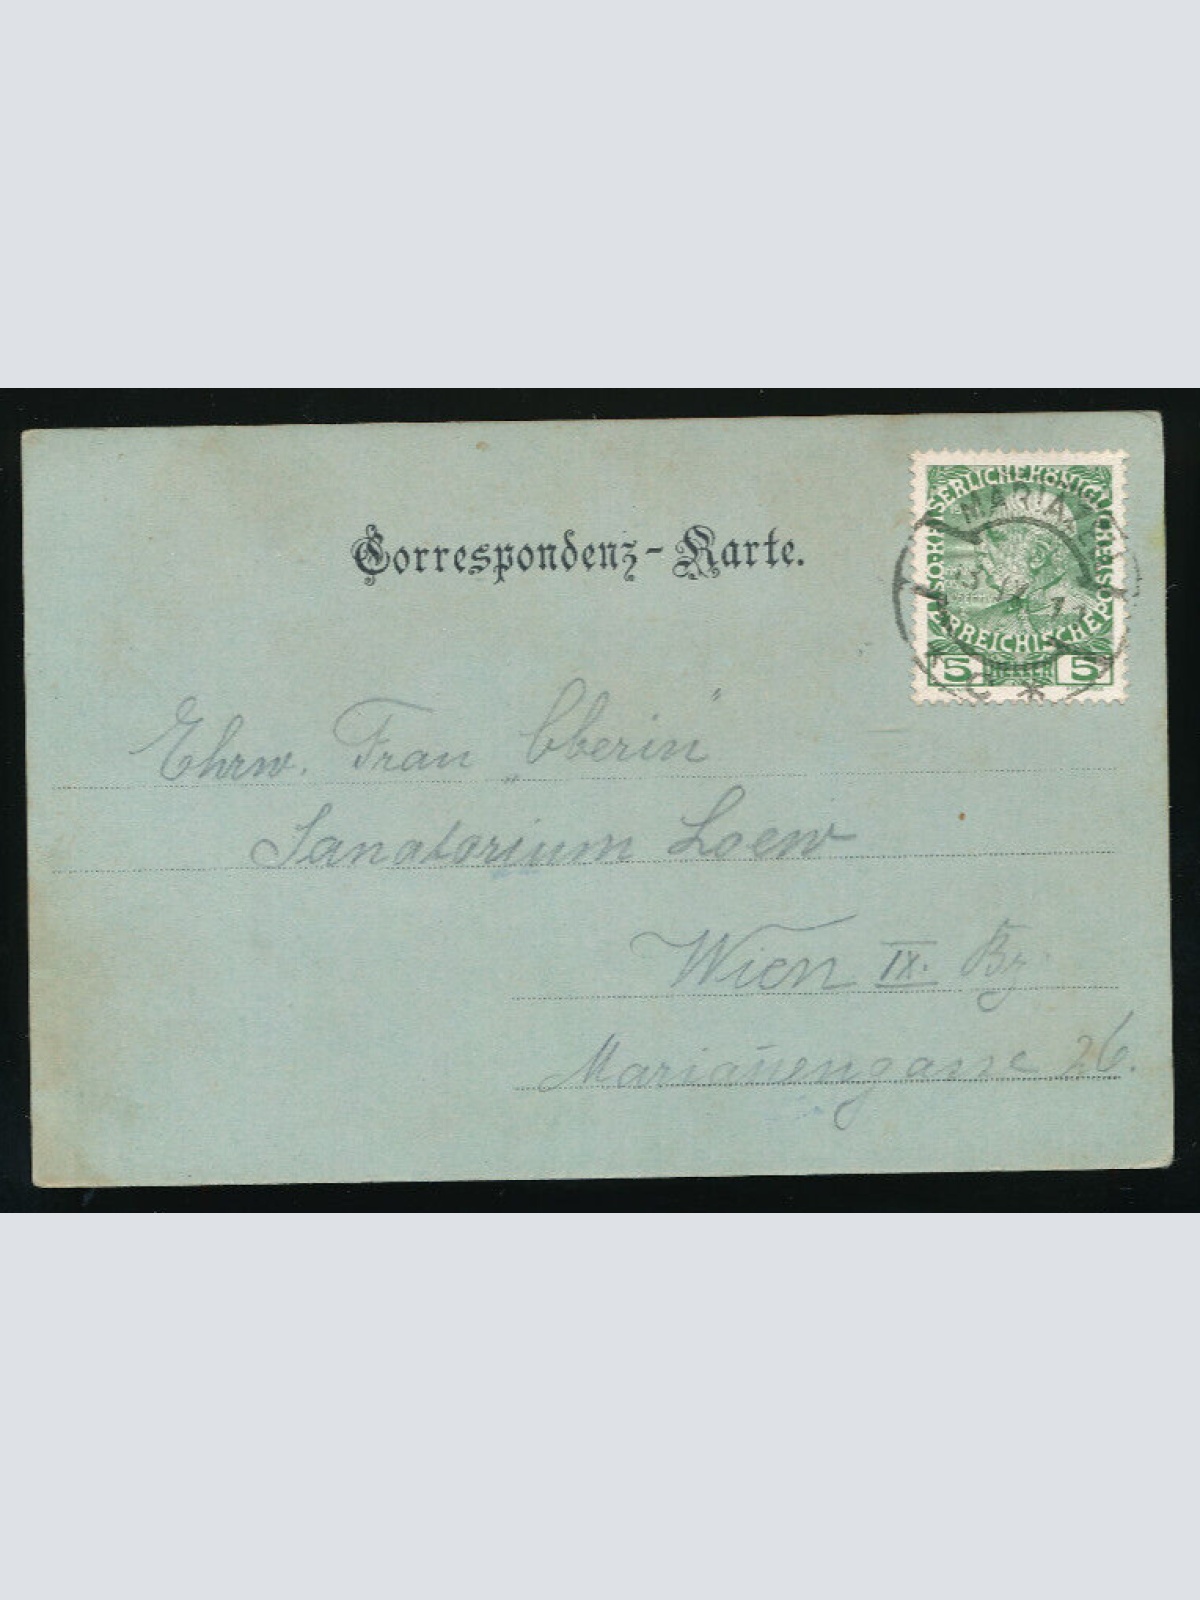 Correspondenz-Karte.
KAISERLICHE KÖNIGLICHE POST
ÖSTERREICHISCHE
5 HELLER 5
MARIAZ
Ehrw. Frau „Oberin"
Sanatorium Loew
Wien IX. Bz.
Mariannengasse 26.